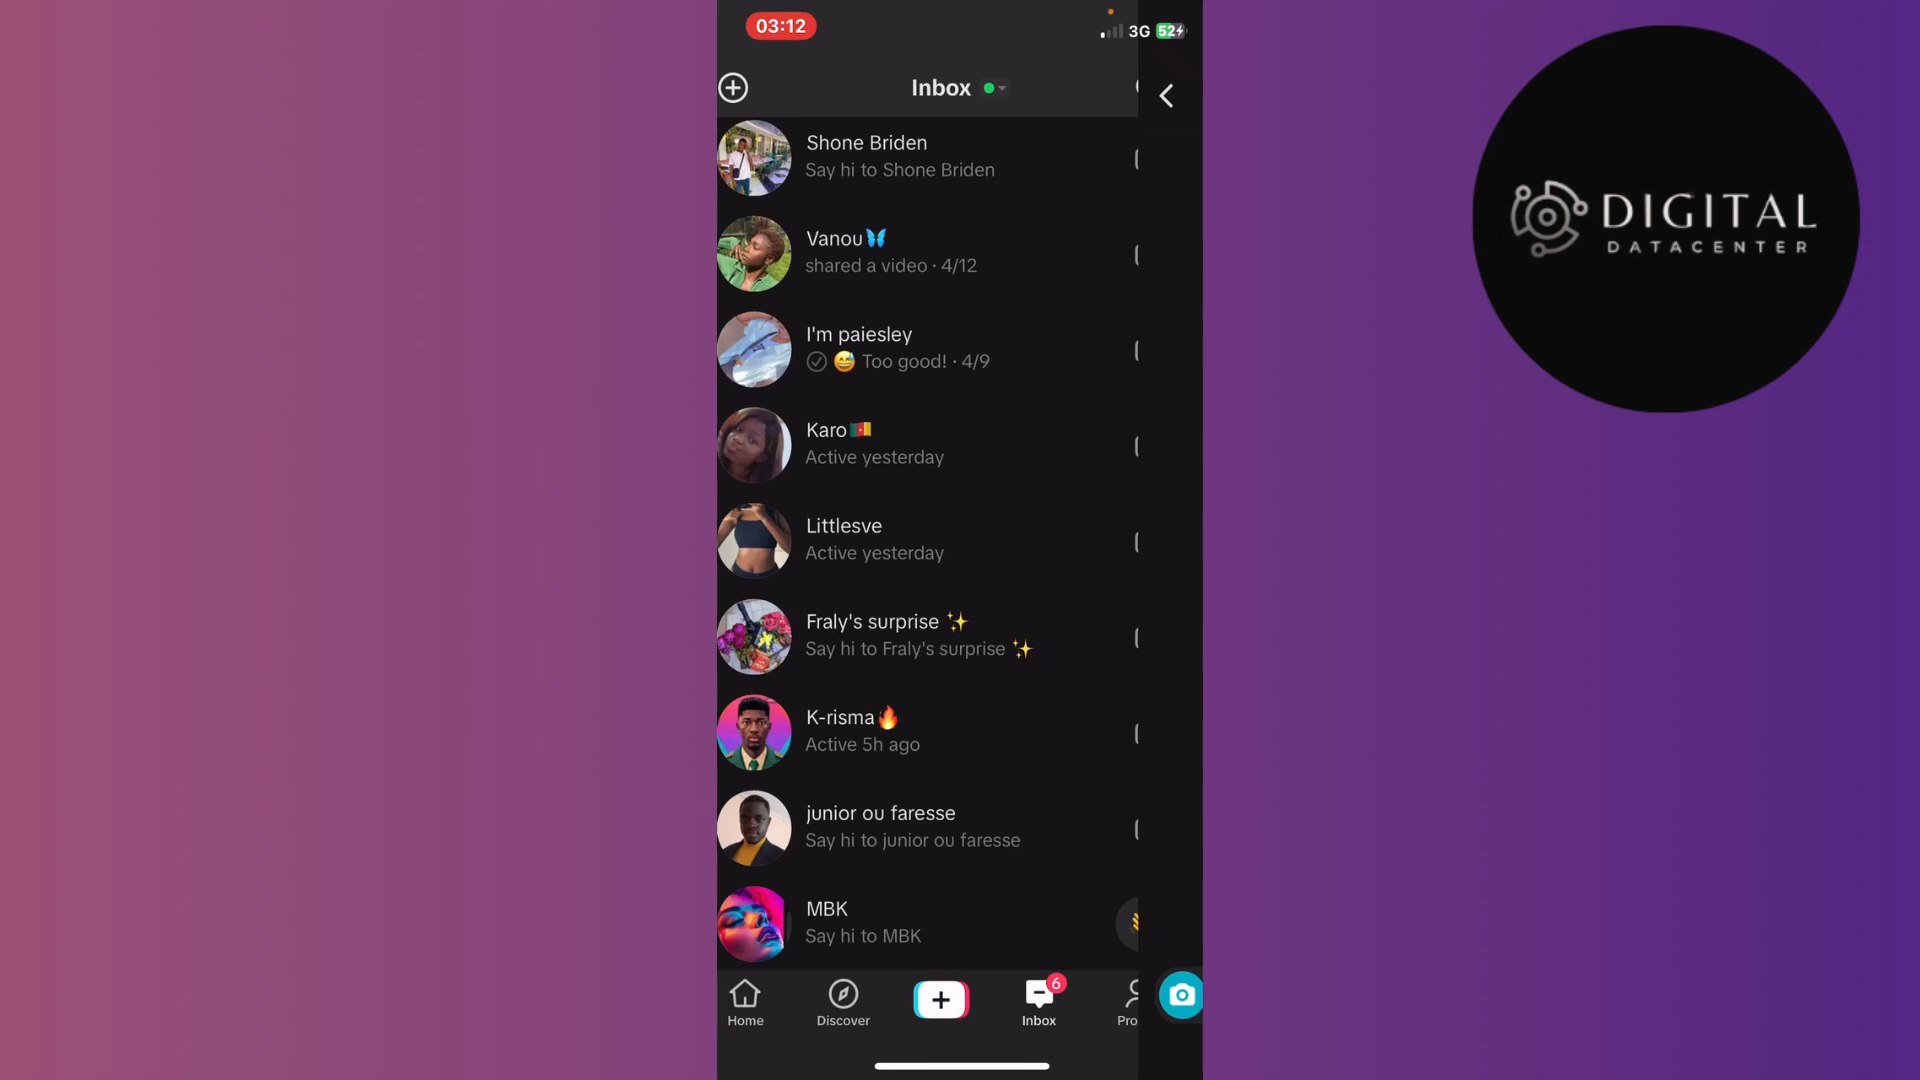 03:12
3G 52
Inbox
Shone Briden
Say hi to Shone Briden
Vanou🦋
shared a video · 4/12
I'm paiesley
😅 Too good! · 4/9
Karo🇨🇲
Active yesterday
Littlesve
Active yesterday
Fraly's surprise ✨
Say hi to Fraly's surprise ✨
K-risma🔥
Active 5h ago
junior ou faresse
Say hi to junior ou faresse
MBK
Say hi to MBK
6
Home
Discover
Inbox
Pro
DIGITAL
DATACENTER